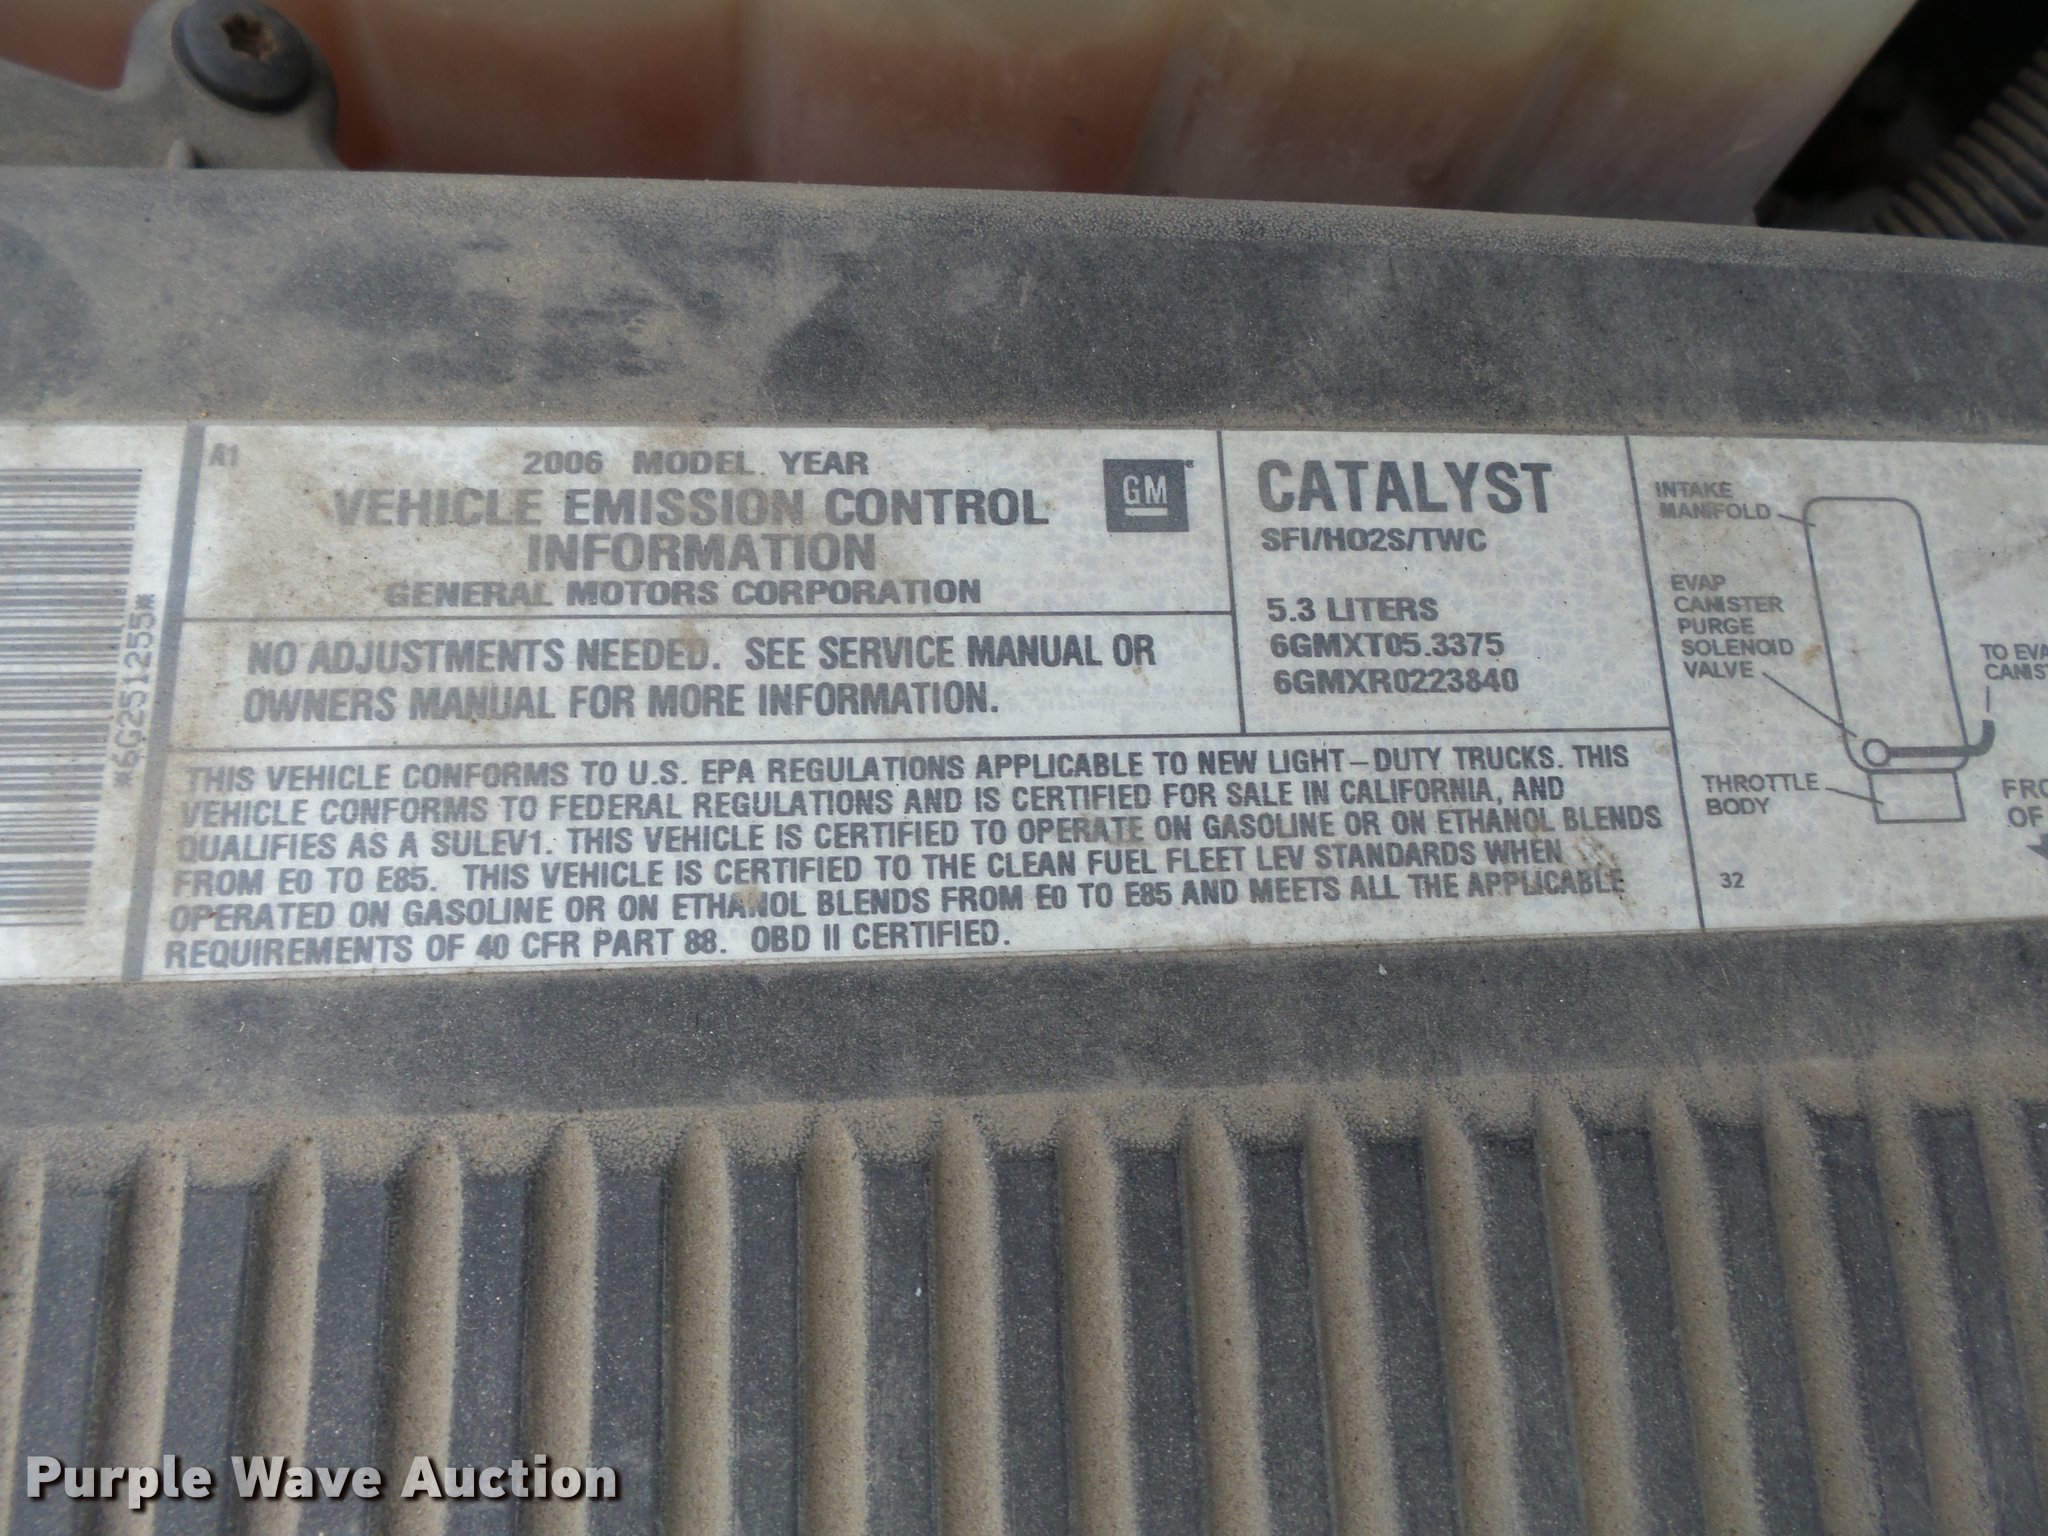 *6G251255*
A1
2006 MODEL YEAR
VEHICLE EMISSION CONTROL
INFORMATION
GENERAL MOTORS CORPORATION
GM
NO ADJUSTMENTS NEEDED. SEE SERVICE MANUAL OR
OWNERS MANUAL FOR MORE INFORMATION.
CATALYST
SFI/HO2S/TWC
5.3 LITERS
6GMXT05.3375
6GMXR0223840
THIS VEHICLE CONFORMS TO U.S. EPA REGULATIONS APPLICABLE TO NEW LIGHT-DUTY TRUCKS. THIS
VEHICLE CONFORMS TO FEDERAL REGULATIONS AND IS CERTIFIED FOR SALE IN CALIFORNIA, AND
QUALIFIES AS A SULEV1. THIS VEHICLE IS CERTIFIED TO OPERATE ON GASOLINE OR ON ETHANOL BLENDS
FROM E0 TO E85. THIS VEHICLE IS CERTIFIED TO THE CLEAN FUEL FLEET LEV STANDARDS WHEN
OPERATED ON GASOLINE OR ON ETHANOL BLENDS FROM E0 TO E85 AND MEETS ALL THE APPLICABLE
REQUIREMENTS OF 40 CFR PART 88. OBD II CERTIFIED.
INTAKE
MANIFOLD
EVAP
CANISTER
PURGE
SOLENOID
VALVE
TO EVA
CANIST
THROTTLE
BODY
FRO
OF
32
Purple Wave Auction